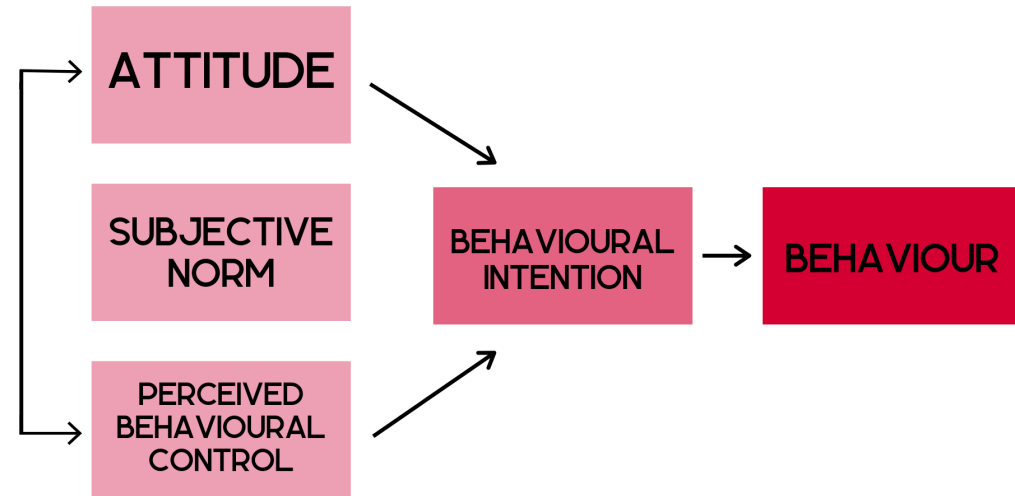 ATTITUDE
SUBJECTIVE
NORM
PERCEIVED
BEHAVIOURAL
CONTROL
BEHAVIOURAL
INTENTION
BEHAVIOUR